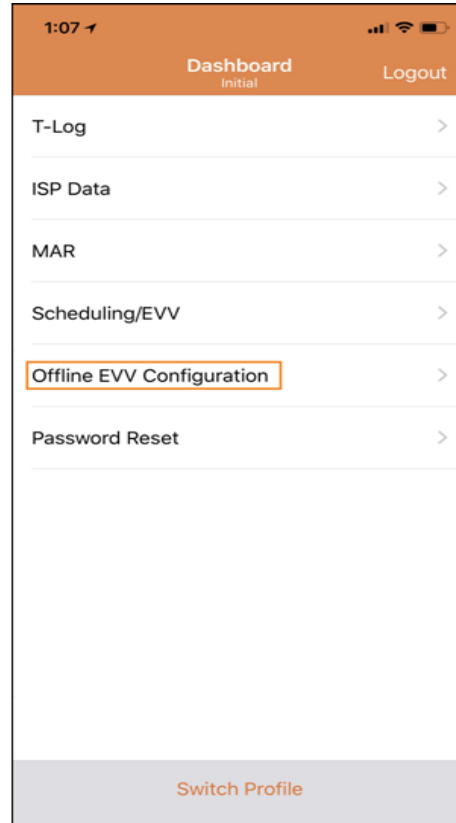 1:07
Dashboard
Initial
Logout
T-Log
ISP Data
MAR
Scheduling/EVV
Offline EVV Configuration
Password Reset
Switch Profile